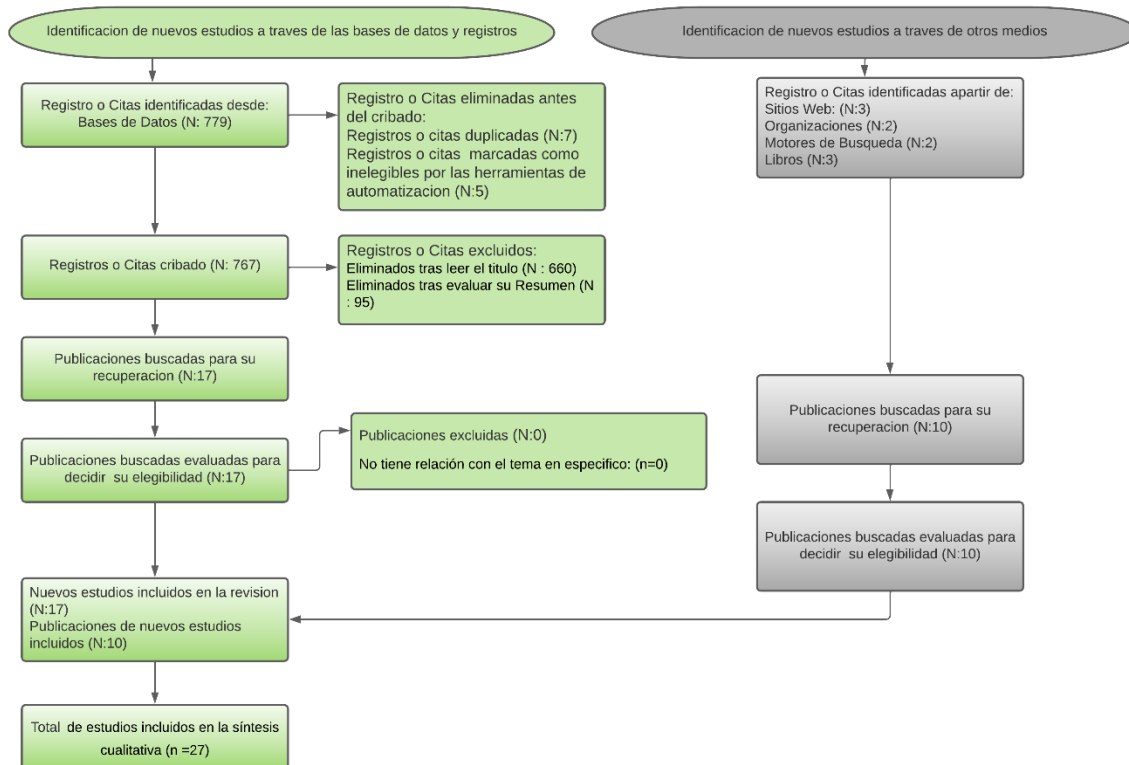 Identificacion de nuevos estudios a traves de las bases de datos y registros
Identificacion de nuevos estudios a traves de otros medios
Registro o Citas identificadas desde:
Bases de Datos (N: 779)
Registro o Citas eliminadas antes
del cribado:
Registros o citas duplicadas (N:7)
Registros o citas marcadas como
inelegibles por las herramientas de
automatizacion (N:5)
Registro o Citas identificadas apartir de:
Sitios Web: (N:3)
Organizaciones (N:2)
Motores de Busqueda (N:2)
Libros (N:3)
Registros o Citas cribado (N: 767)
Registros o Citas excluidos:
Eliminados tras leer el titulo (N : 660)
Eliminados tras evaluar su Resumen (N
: 95)
Publicaciones buscadas para su
recuperacion (N:17)
Publicaciones buscadas para su
recuperacion (N:10)
Publicaciones buscadas evaluadas para
decidir su elegibilidad (N:17)
Publicaciones excluidas (N:0)
No tiene relación con el tema en especifico: (n=0)
Publicaciones buscadas evaluadas para
decidir su elegibilidad (N:10)
Nuevos estudios incluidos en la revision
(N:17)
Publicaciones de nuevos estudios
incluidos (N:10)
Total de estudios incluidos en la síntesis
cualitativa (n =27)